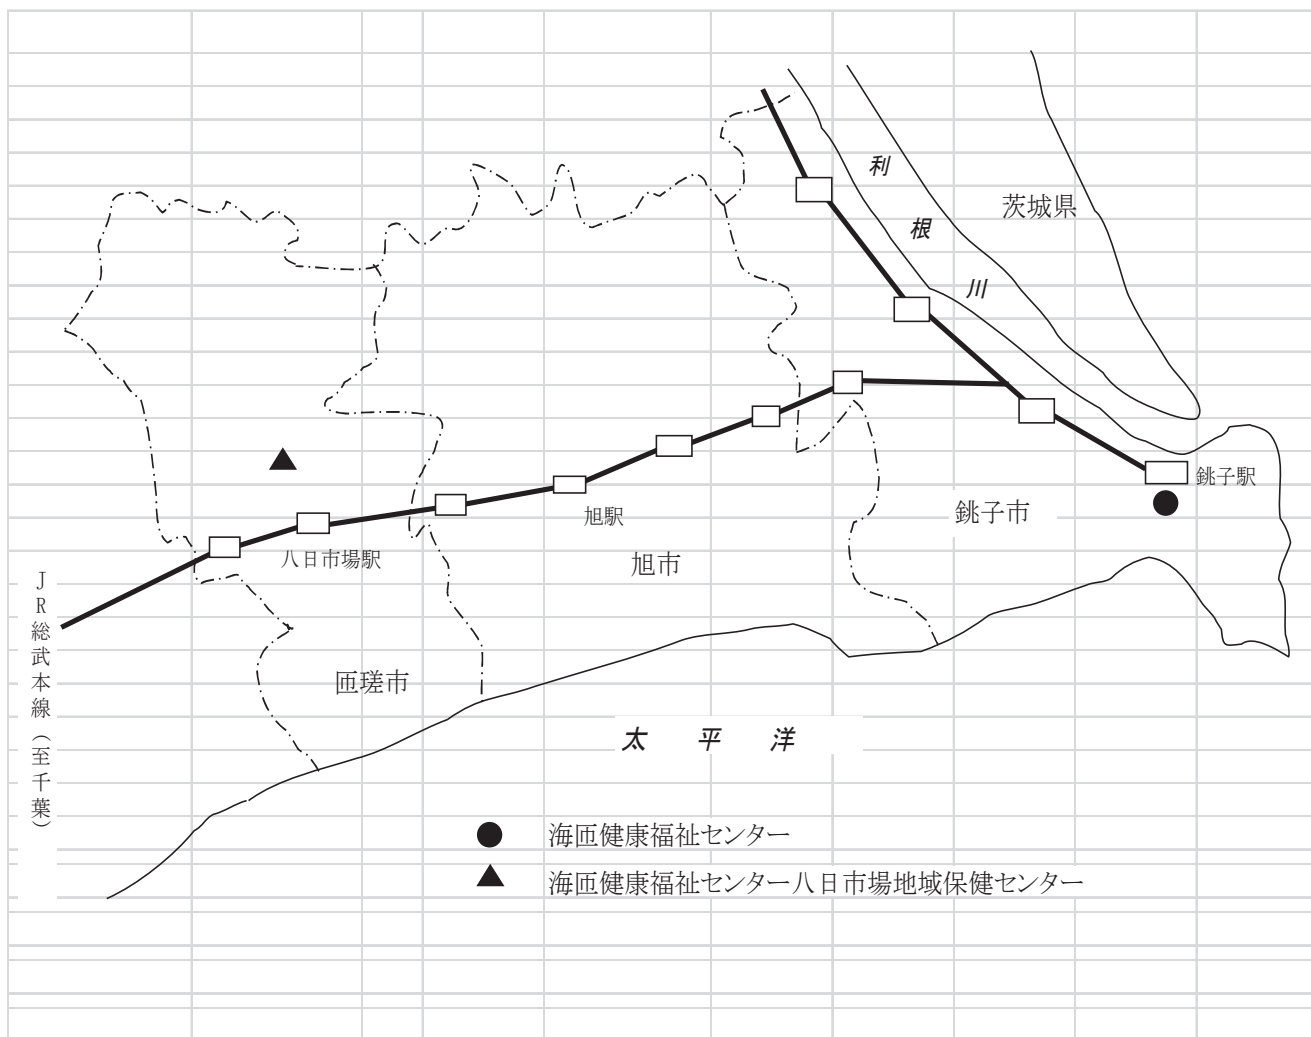 利根川
茨城県
銚子駅
銚子市
旭駅
旭市
八日市場駅
JR総武本線（至千葉）
匝瑳市
太平洋
海匝健康福祉センター
海匝健康福祉センター八日市場地域保健センター